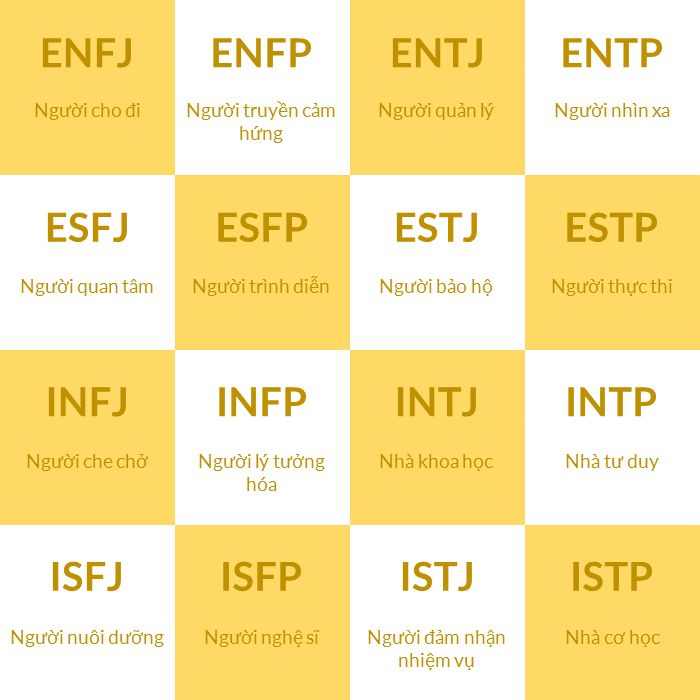 ENFJ
Người cho đi
ENFP
Người truyền cảm
hứng
ENTJ
Người quản lý
ENTP
Người nhìn xa
ESFJ
Người quan tâm
ESFP
Người trình diễn
ESTJ
Người bảo hộ
ESTP
Người thực thi
INFJ
Người che chở
INFP
Người lý tưởng
hóa
INTJ
Nhà khoa học
INTP
Nhà tư duy
ISFJ
Người nuôi dưỡng
ISFP
Người nghệ sĩ
ISTJ
Người đảm nhận
nhiệm vụ
ISTP
Nhà cơ học